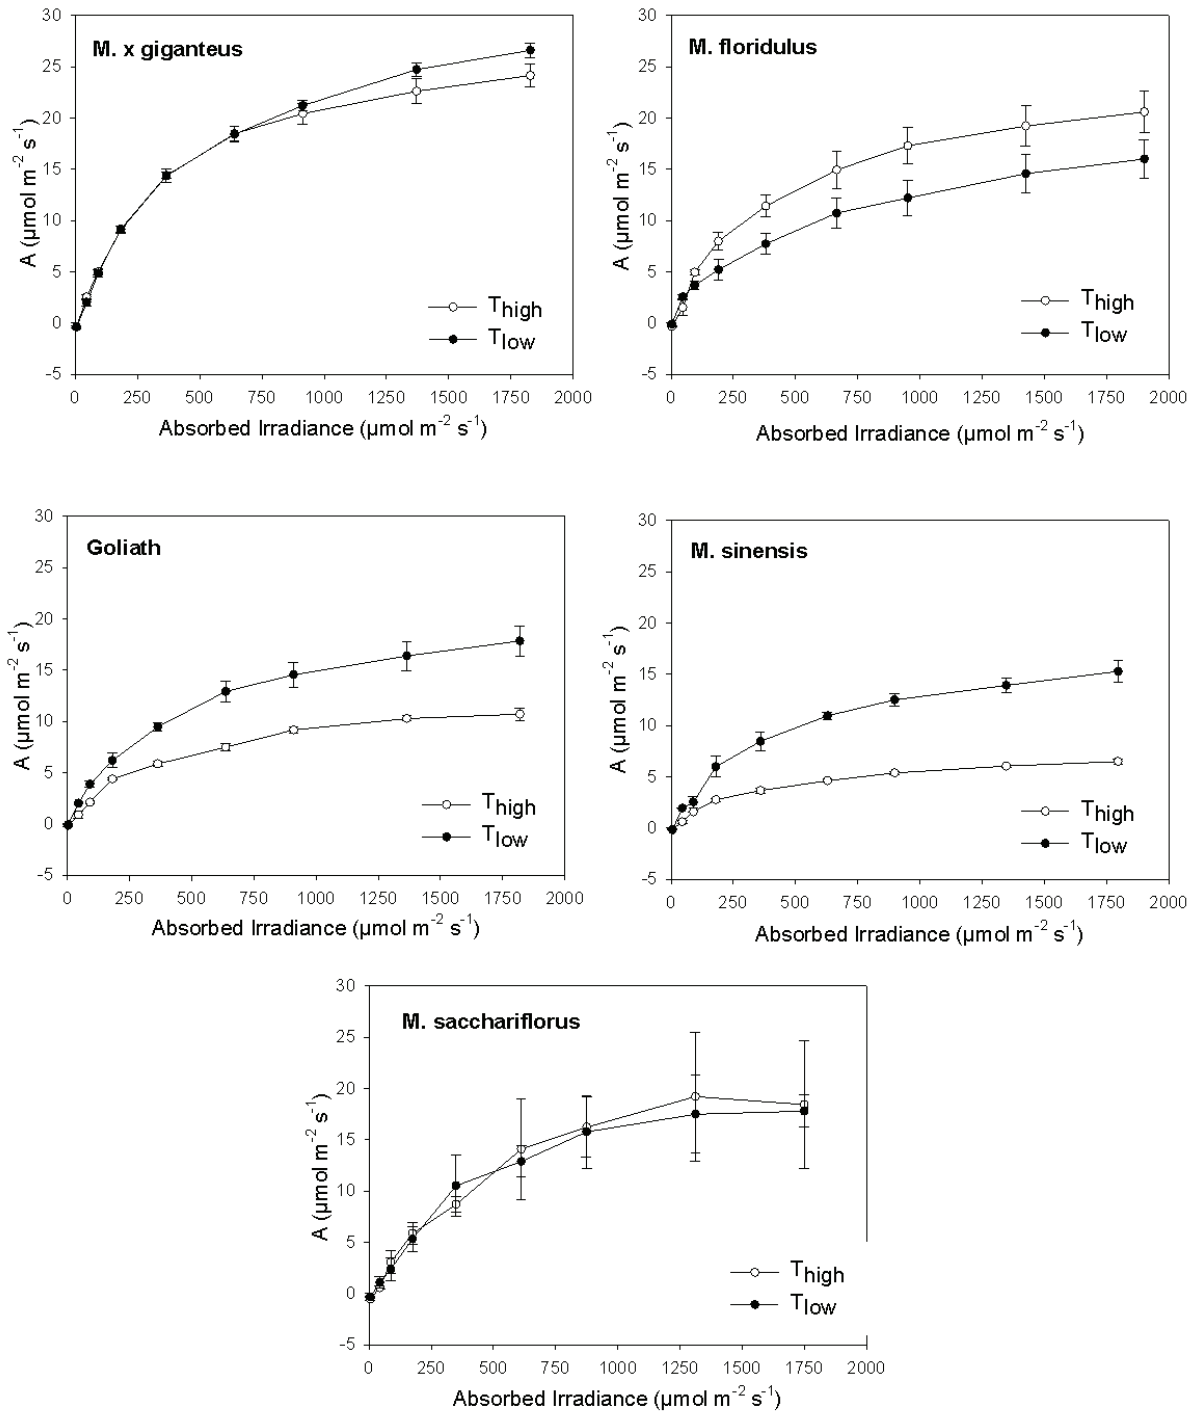 M. x giganteus
30
25
20
15
10
5
0
-5
A (µmol m-2 s-1)
Thigh
Tlow
0 250 500 750 1000 1250 1500 1750 2000
Absorbed Irradiance (µmol m-2 s-1)
M. floridulus
30
25
20
15
10
5
0
-5
A (µmol m-2 s-1)
Thigh
Tlow
0 250 500 750 1000 1250 1500 1750 2000
Absorbed Irradiance (µmol m-2 s-1)
Goliath
30
25
20
15
10
5
0
-5
A (µmol m-2 s-1)
Thigh
Tlow
0 250 500 750 1000 1250 1500 1750 2000
Absorbed Irradiance (µmol m-2 s-1)
M. sinensis
30
25
20
15
10
5
0
-5
A (µmol m-2 s-1)
Thigh
Tlow
0 250 500 750 1000 1250 1500 1750 2000
Absorbed Irradiance (µmol m-2 s-1)
M. sacchariflorus
30
25
20
15
10
5
0
-5
A (µmol m-2 s-1)
Thigh
Tlow
0 250 500 750 1000 1250 1500 1750 2000
Absorbed Irradiance (µmol m-2 s-1)